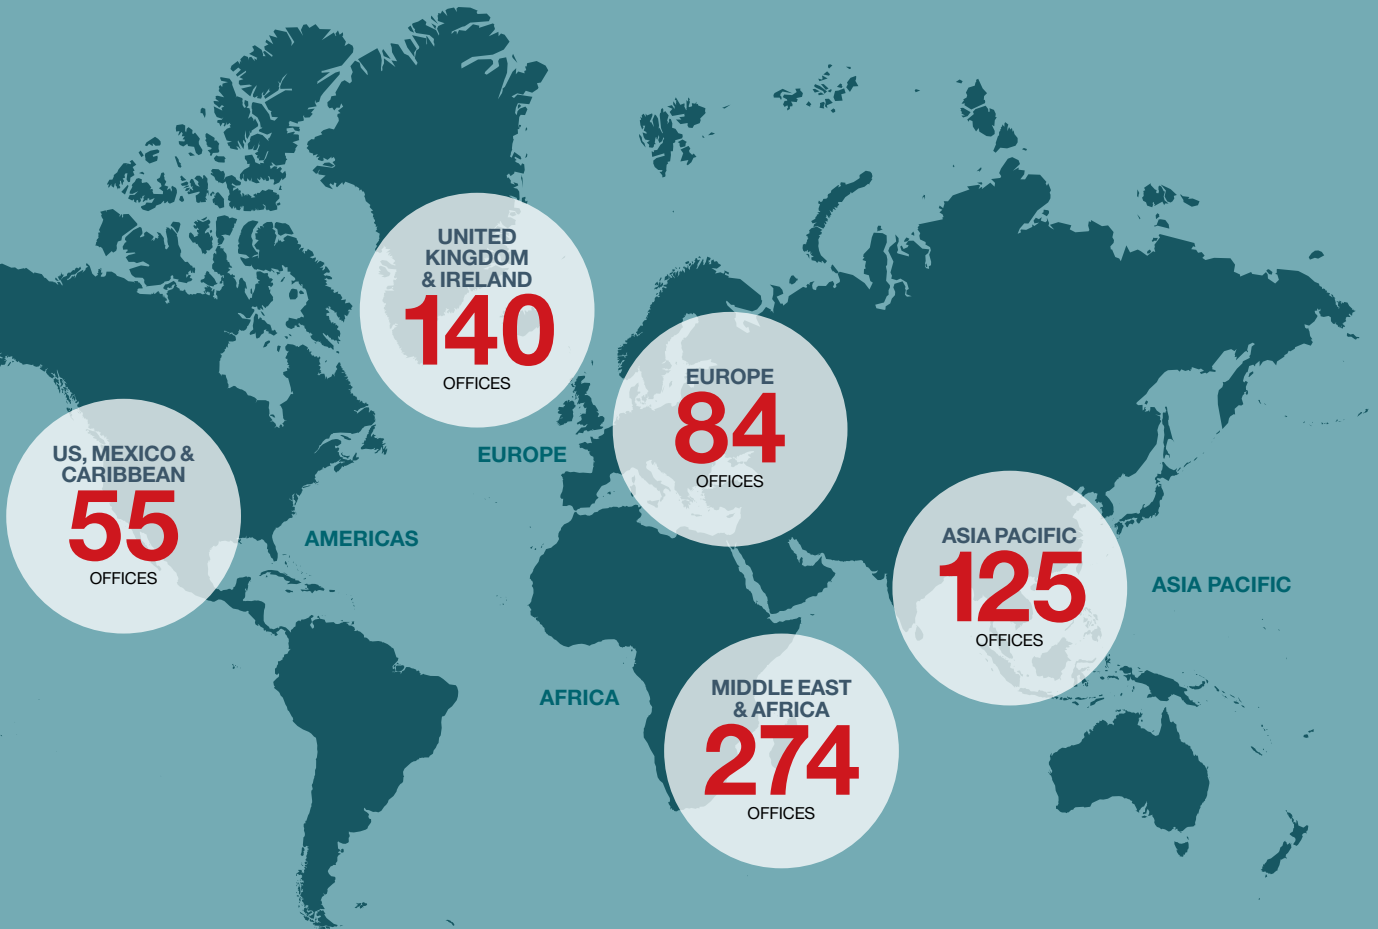 UNITED
KINGDOM
& IRELAND
140
OFFICES
EUROPE
84
OFFICES
EUROPE
US, MEXICO &
CARIBBEAN
55
OFFICES
AMERICAS
ASIA PACIFIC
125
OFFICES
ASIA PACIFIC
AFRICA
MIDDLE EAST
& AFRICA
274
OFFICES